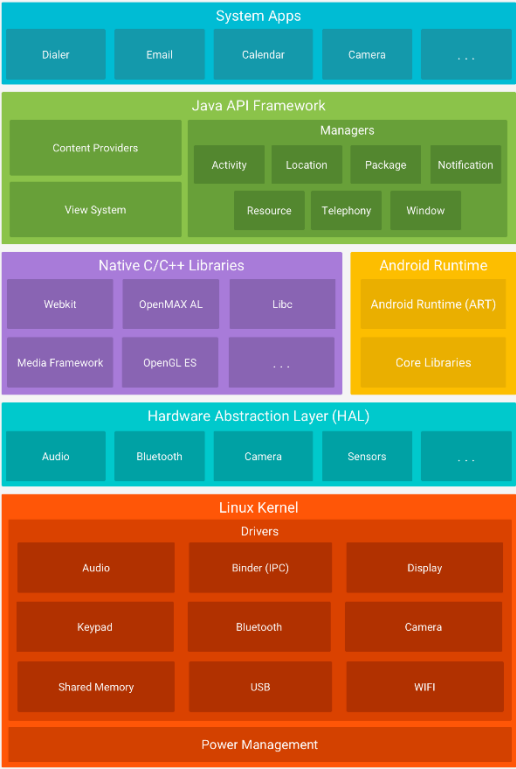 System Apps
Dialer
Email
Calendar
Camera
. . .
Java API Framework
Content Providers
View System
Managers
Activity
Location
Package
Notification
Resource
Telephony
Window
Native C/C++ Libraries
Webkit
OpenMAX AL
Libc
Media Framework
OpenGL ES
. . .
Android Runtime
Android Runtime (ART)
Core Libraries
Hardware Abstraction Layer (HAL)
Audio
Bluetooth
Camera
Sensors
. . .
Linux Kernel
Drivers
Audio
Binder (IPC)
Display
Keypad
Bluetooth
Camera
Shared Memory
USB
WIFI
Power Management